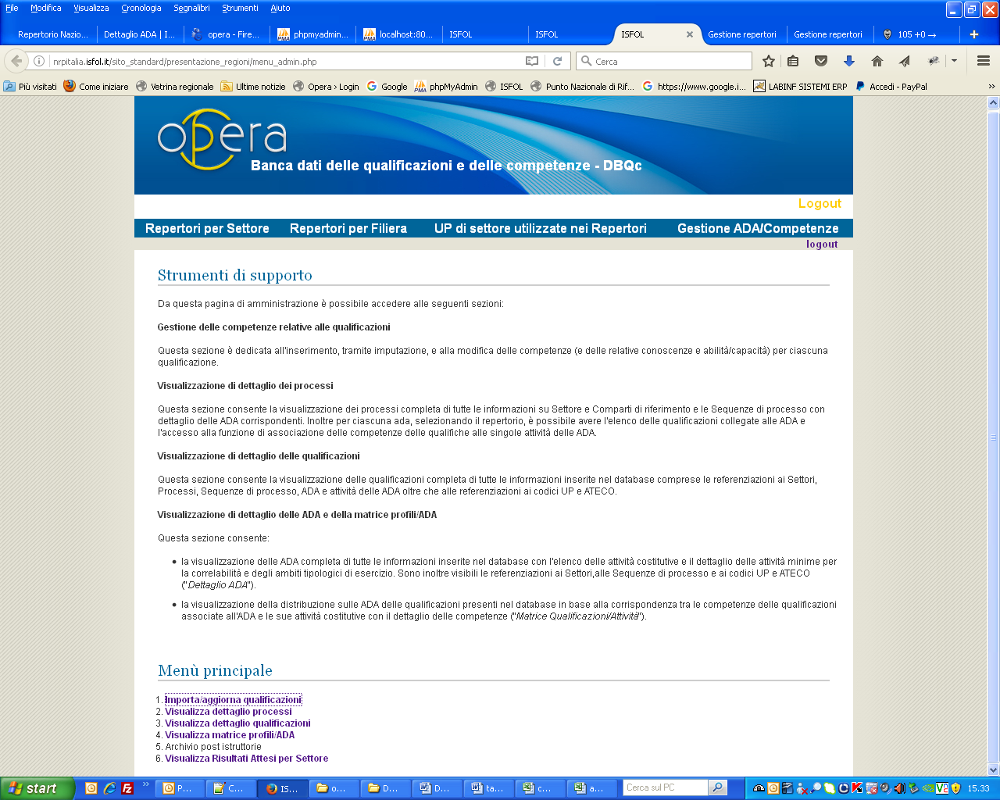 File Modifica Visualizza Cronologia Segnalibri Strumenti Aiuto
Repertorio Nazio... Dettaglio ADA | I... opera - Fire... phpmyadmin... localhost:80... ISFOL ISFOL ISFOL Gestione repertori Gestione repertori 105 +0 →
nrpitalia.isfol.it/sito_standard/presentazione_regioni/menu_admin.php Cerca
Più visitati Come iniziare Vetrina regionale Ultime notizie Opera › Login Google phpMyAdmin ISFOL Punto Nazionale di Rif... https://www.google.i... LABINF SISTEMI ERP Accedi - PayPal
opera
Banca dati delle qualificazioni e delle competenze - DBQc
Logout
Repertori per Settore Repertori per Filiera UP di settore utilizzate nei Repertori Gestione ADA/Competenze
logout
Strumenti di supporto
Da questa pagina di amministrazione è possibile accedere alle seguenti sezioni:
Gestione delle competenze relative alle qualificazioni
Questa sezione è dedicata all'inserimento, tramite imputazione, e alla modifica delle competenze (e delle relative conoscenze e abilità/capacità) per ciascuna
qualificazione.
Visualizzazione di dettaglio dei processi
Questa sezione consente la visualizzazione dei processi completa di tutte le informazioni su Settore e Comparti di riferimento e le Sequenze di processo con
dettaglio delle ADA corrispondenti. Inoltre per ciascuna ada, selezionando il repertorio, è possibile avere l'elenco delle qualificazioni collegate alle ADA e
l'accesso alla funzione di associazione delle competenze delle qualifiche alle singole attività delle ADA.
Visualizzazione di dettaglio delle qualificazioni
Questa sezione consente la visualizzazione delle qualificazioni completa di tutte le informazioni inserite nel database comprese le referenziazioni ai Settori,
Processi, Sequenze di processo, ADA e attività delle ADA oltre che alle referenziazioni ai codici UP e ATECO.
Visualizzazione di dettaglio delle ADA e della matrice profili/ADA
Questa sezione consente:
• la visualizzazione delle ADA completa di tutte le informazioni inserite nel database con l'elenco delle attività costitutive e il dettaglio delle attività minime per
la correlabilità e degli ambiti tipologici di esercizio. Sono inoltre visibili le referenziazioni ai Settori,alle Sequenze di processo e ai codici UP e ATECO
("Dettaglio ADA").
• la visualizzazione della distribuzione sulle ADA delle qualificazioni presenti nel database in base alla corrispondenza tra le competenze delle qualificazioni
associate all'ADA e le sue attività costitutive con il dettaglio delle competenze ("Matrice Qualificazioni/Attività").
Menù principale
1. Importa/aggiorna qualificazioni
2. Visualizza dettaglio processi
3. Visualizza dettaglio qualificazioni
4. Visualizza matrice profili/ADA
5. Archivio post istruttorie
6. Visualizza Risultati Attesi per Settore
start P... C... IS... o... D... D... ta... c... a... Cerca sul PC 15.33